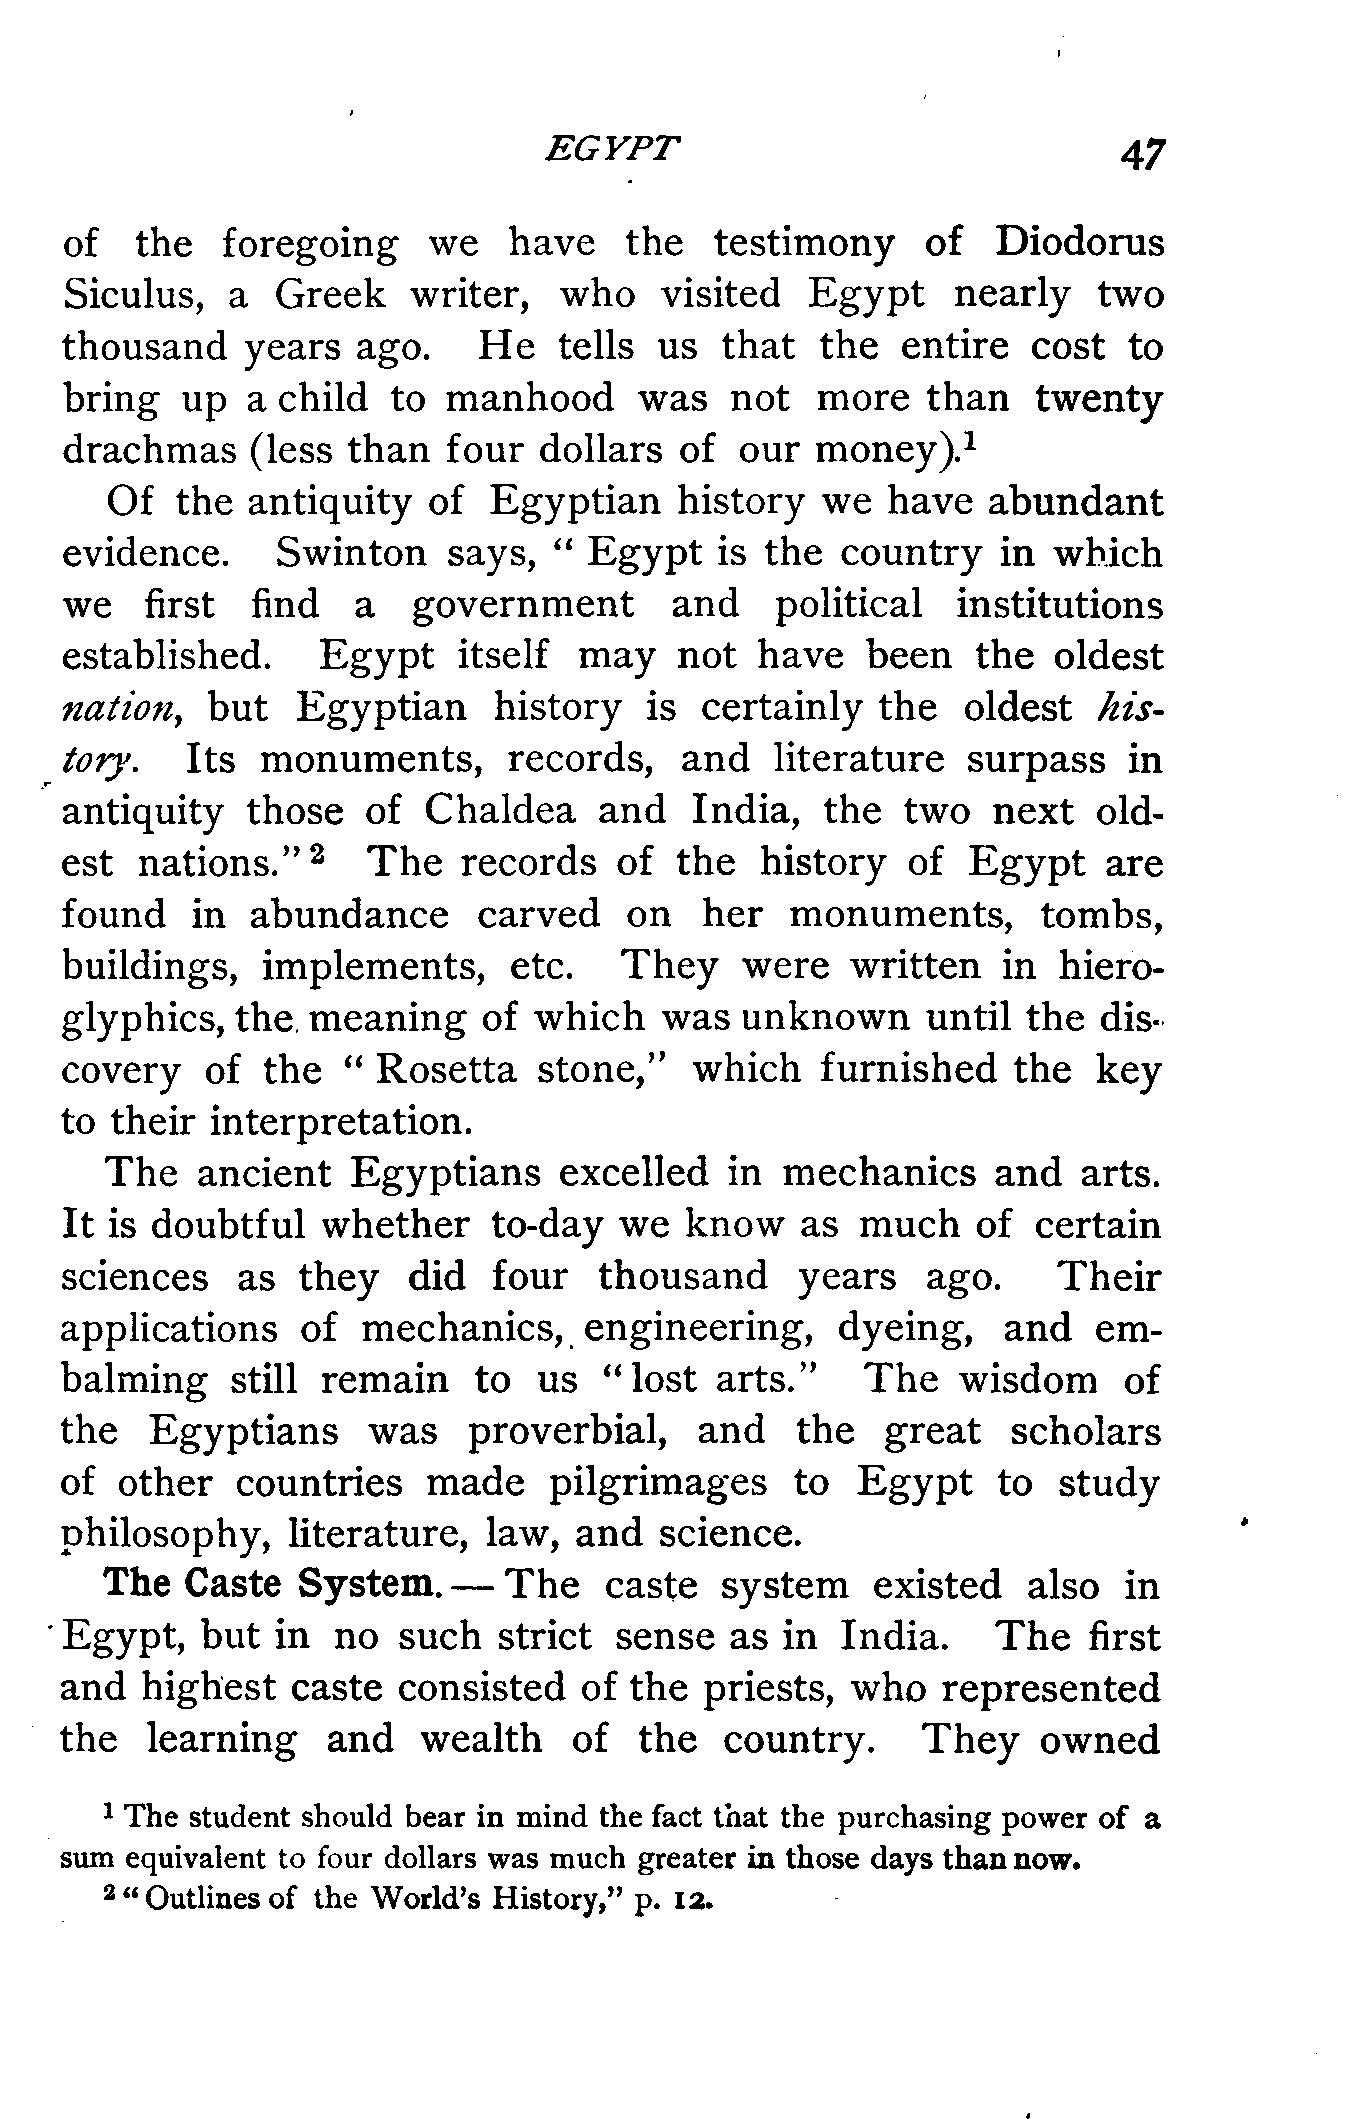 EGYPT 47
of the foregoing we have the testimony of Diodorus
Siculus, a Greek writer, who visited Egypt nearly two
thousand years ago. He tells us that the entire cost to
bring up a child to manhood was not more than twenty
drachmas (less than four dollars of our money).¹
Of the antiquity of Egyptian history we have abundant
evidence. Swinton says, " Egypt is the country in which
we first find a government and political institutions
established. Egypt itself may not have been the oldest
nation, but Egyptian history is certainly the oldest his-
tory. Its monuments, records, and literature surpass in
antiquity those of Chaldea and India, the two next old-
est nations." ² The records of the history of Egypt are
found in abundance carved on her monuments, tombs,
buildings, implements, etc. They were written in hiero-
glyphics, the meaning of which was unknown until the dis-
covery of the " Rosetta stone," which furnished the key
to their interpretation.
The ancient Egyptians excelled in mechanics and arts.
It is doubtful whether to-day we know as much of certain
sciences as they did four thousand years ago. Their
applications of mechanics, engineering, dyeing, and em-
balming still remain to us " lost arts." The wisdom of
the Egyptians was proverbial, and the great scholars
of other countries made pilgrimages to Egypt to study
philosophy, literature, law, and science.
The Caste System. — The caste system existed also in
Egypt, but in no such strict sense as in India. The first
and highest caste consisted of the priests, who represented
the learning and wealth of the country. They owned
¹ The student should bear in mind the fact that the purchasing power of a
sum equivalent to four dollars was much greater in those days than now.
² " Outlines of the World's History," p. 12.